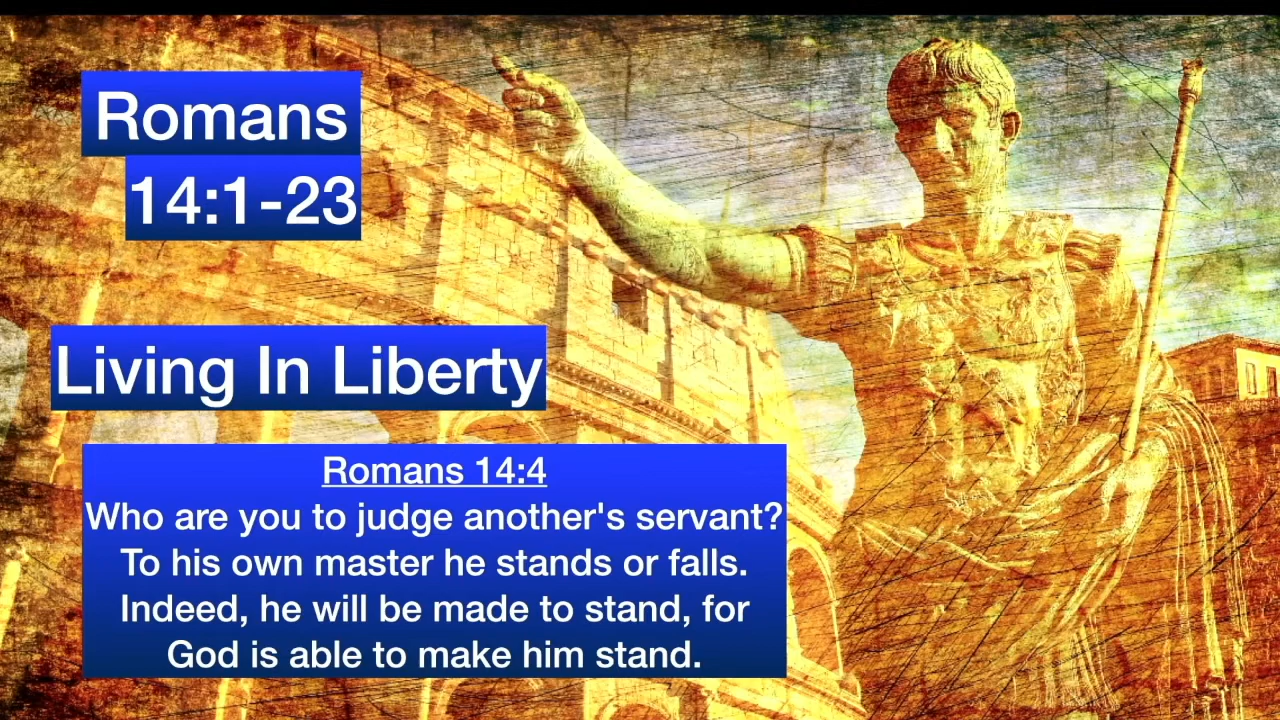 Romans
14:1-23
Living In Liberty
Romans 14:4
Who are you to judge another's servant?
To his own master he stands or falls.
Indeed, he will be made to stand, for
God is able to make him stand.